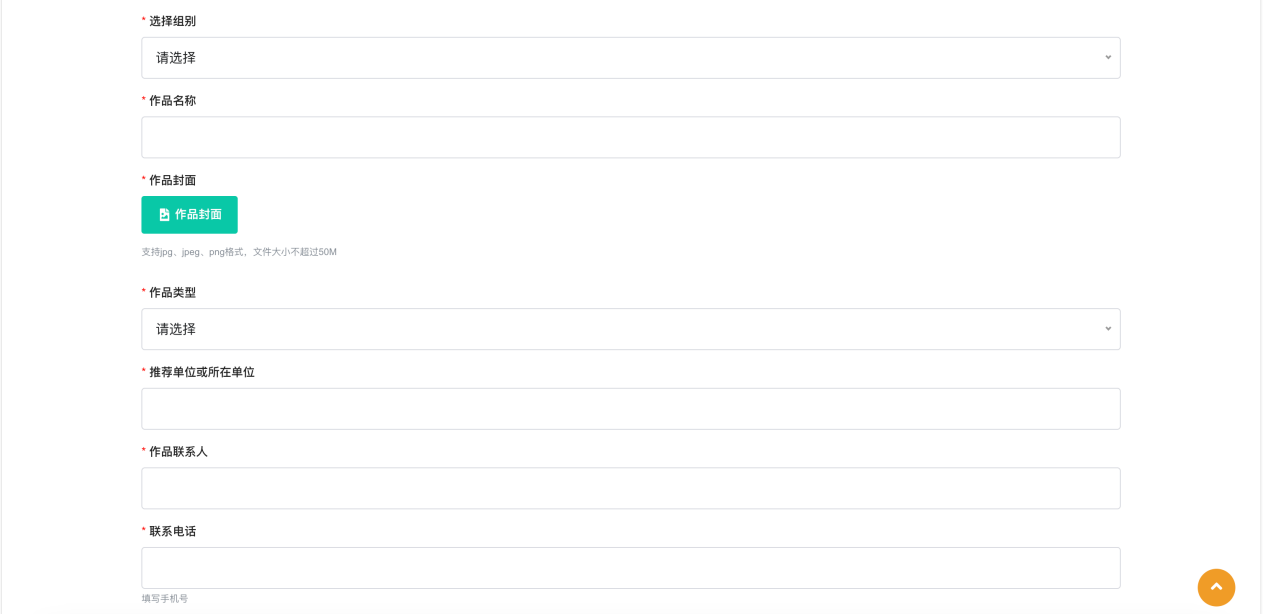 * 选择组别
请选择
* 作品名称
* 作品封面
作品封面
支持jpg、jpeg、png格式，文件大小不超过50M
* 作品类型
请选择
* 推荐单位或所在单位
* 作品联系人
* 联系电话
填写手机号